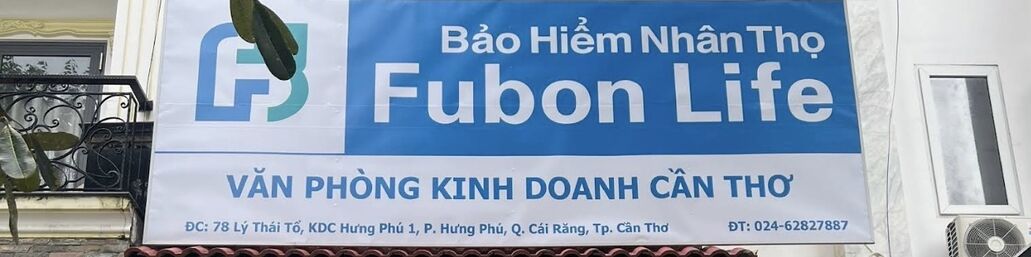 Bảo Hiểm Nhân Thọ
Fubon Life
VĂN PHÒNG KINH DOANH CẦN THƠ
ĐC: 78 Lý Thái Tổ, KDC Hưng Phú 1, P. Hưng Phú, Q. Cái Răng, Tp. Cần Thơ ĐT: 024-62827887